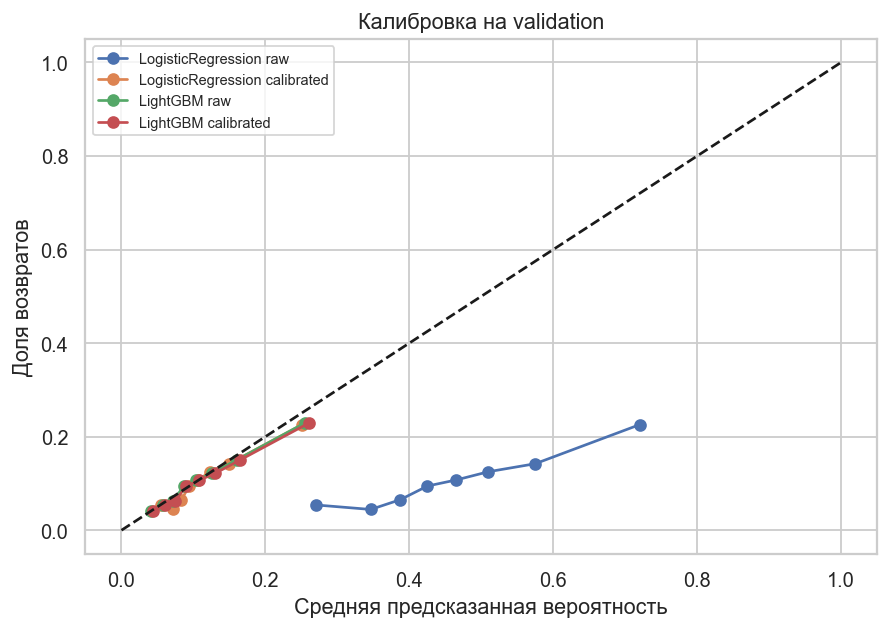 Калибровка на validation
LogisticRegression raw
LogisticRegression calibrated
LightGBM raw
LightGBM calibrated
Доля возвратов
1.0
0.8
0.6
0.4
0.2
0.0
0.0 0.2 0.4 0.6 0.8 1.0
Средняя предсказанная вероятность